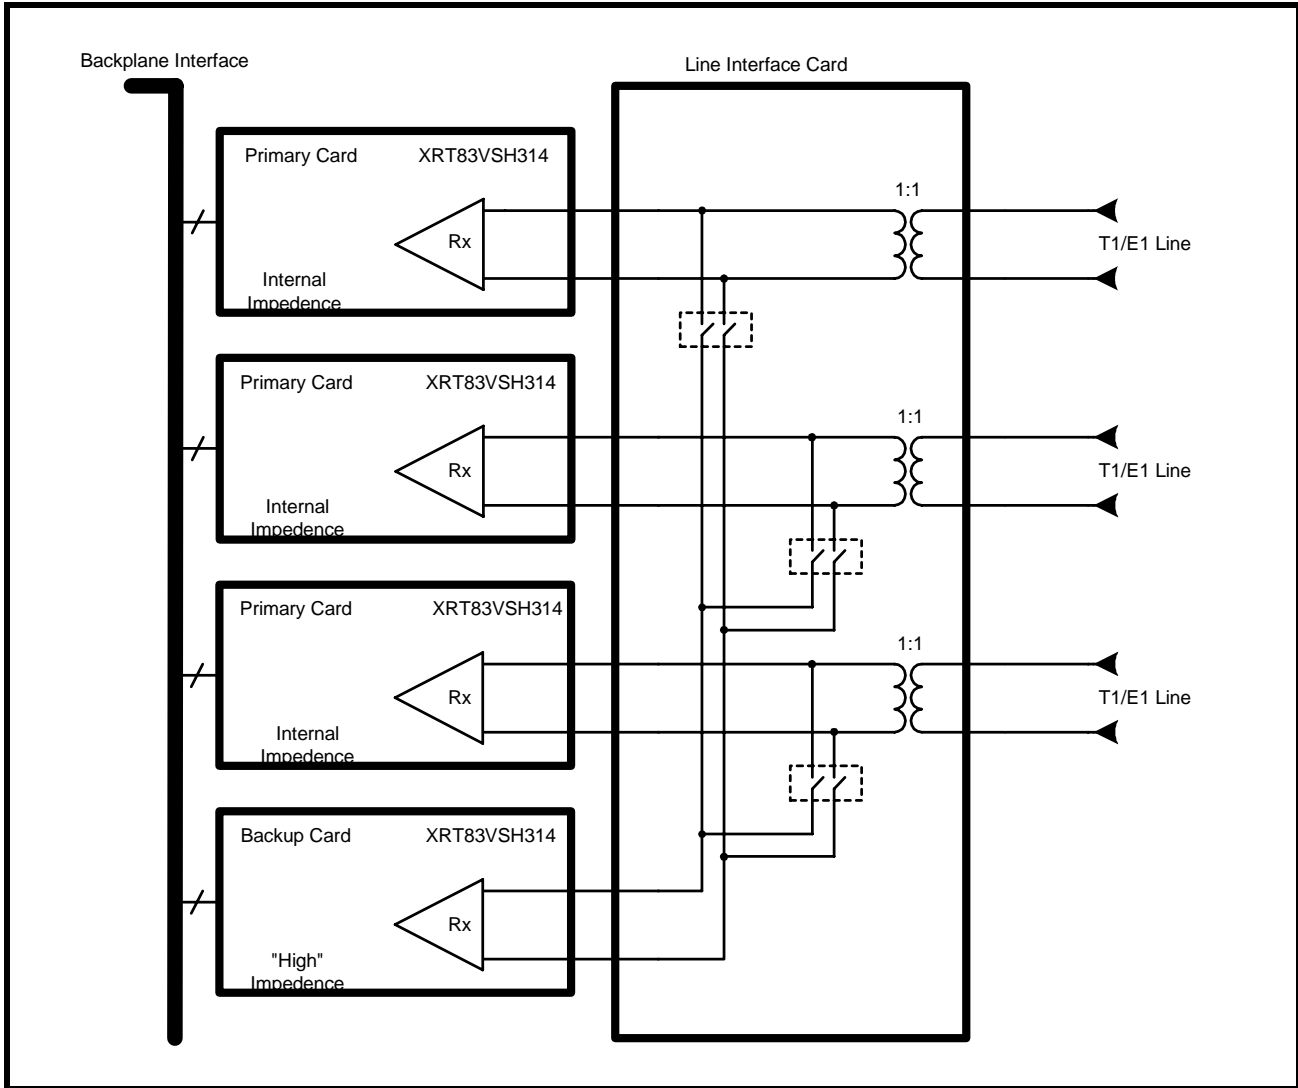 Backplane Interface
Line Interface Card
Primary Card XRT83VSH314
1:1
Rx
T1/E1 Line
Internal
Impedence
Primary Card XRT83VSH314
1:1
Rx
T1/E1 Line
Internal
Impedence
Primary Card XRT83VSH314
1:1
Rx
T1/E1 Line
Internal
Impedence
Backup Card XRT83VSH314
Rx
"High"
Impedence